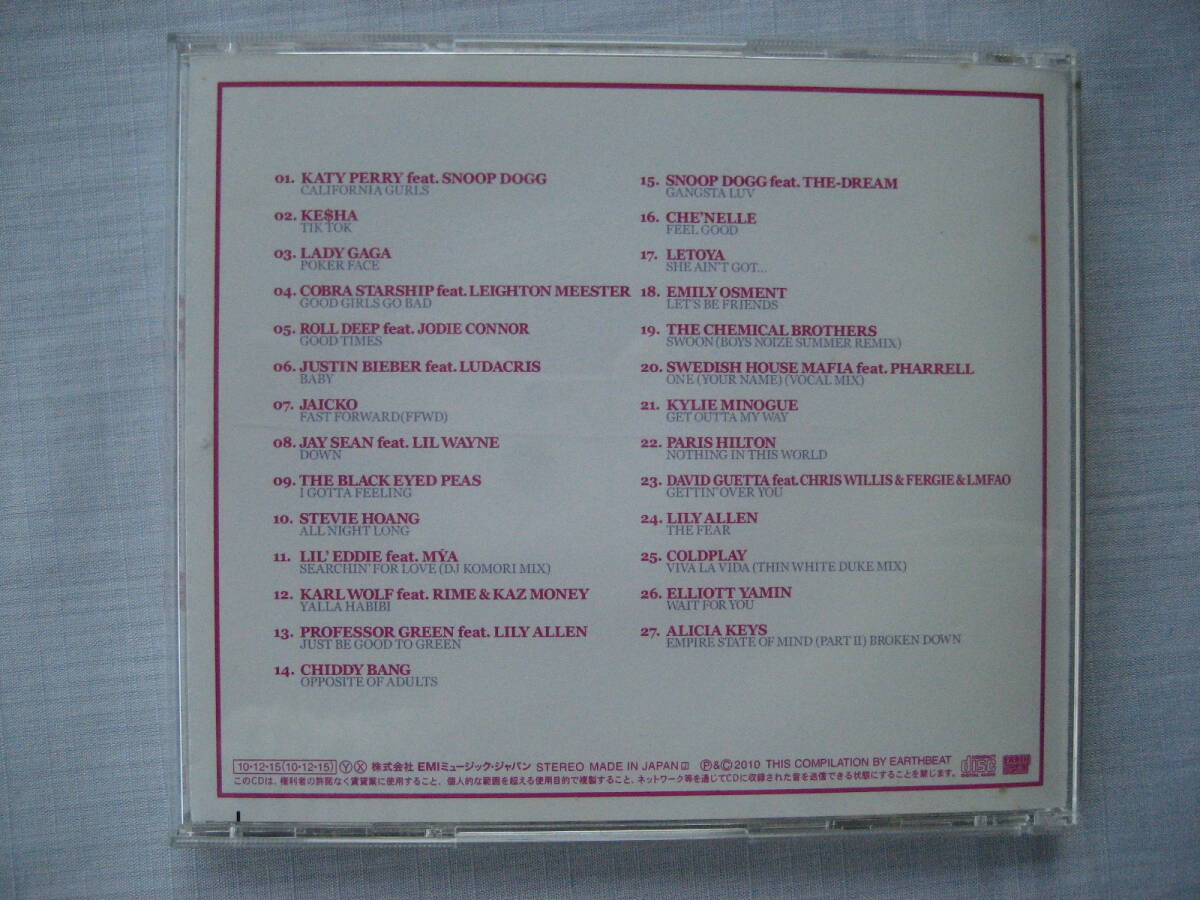 01. KATY PERRY feat. SNOOP DOGG
CALIFORNIA GURLS
02. KE$HA
TIK TOK
03. LADY GAGA
POKER FACE
04. COBRA STARSHIP feat. LEIGHTON MEESTER
GOOD GIRLS GO BAD
05. ROLL DEEP feat. JODIE CONNOR
GOOD TIMES
06. JUSTIN BIEBER feat. LUDACRIS
BABY
07. JAICKO
FAST FORWARD(FFWD)
08. JAY SEAN feat. LIL WAYNE
DOWN
09. THE BLACK EYED PEAS
I GOTTA FEELING
10. STEVIE HOANG
ALL NIGHT LONG
11. LIL' EDDIE feat. MŶA
SEARCHIN' FOR LOVE (DJ KOMORI MIX)
12. KARL WOLF feat. RIME & KAZ MONEY
YALLA HABIBI
13. PROFESSOR GREEN feat. LILY ALLEN
JUST BE GOOD TO GREEN
14. CHIDDY BANG
OPPOSITE OF ADULTS
15. SNOOP DOGG feat. THE-DREAM
GANGSTA LUV
16. CHE'NELLE
FEEL GOOD
17. LETOYA
SHE AIN'T GOT...
18. EMILY OSMENT
LET'S BE FRIENDS
19. THE CHEMICAL BROTHERS
SWOON (BOYS NOIZE SUMMER REMIX)
20. SWEDISH HOUSE MAFIA feat. PHARRELL
ONE (YOUR NAME) (VOCAL MIX)
21. KYLIE MINOGUE
GET OUTTA MY WAY
22. PARIS HILTON
NOTHING IN THIS WORLD
23. DAVID GUETTA feat. CHRIS WILLIS & FERGIE & LMFAO
GETTIN' OVER YOU
24. LILY ALLEN
THE FEAR
25. COLDPLAY
VIVA LA VIDA (THIN WHITE DUKE MIX)
26. ELLIOTT YAMIN
WAIT FOR YOU
27. ALICIA KEYS
EMPIRE STATE OF MIND (PART II) BROKEN DOWN
10・12・15(10・12・15) Ⓨ Ⓧ 株式会社 EMIミュージック・ジャパン STEREO MADE IN JAPAN ℗&©2010 THIS COMPILATION BY EARTHBEAT
このCDは、権利者の許諾なく賃貸業に使用すること、個人的な範囲を超える使用目的で複製すること、ネットワーク等を通じてCDに収録された音を送信できる状態にすることを禁じます。
disc
DIGITAL AUDIO